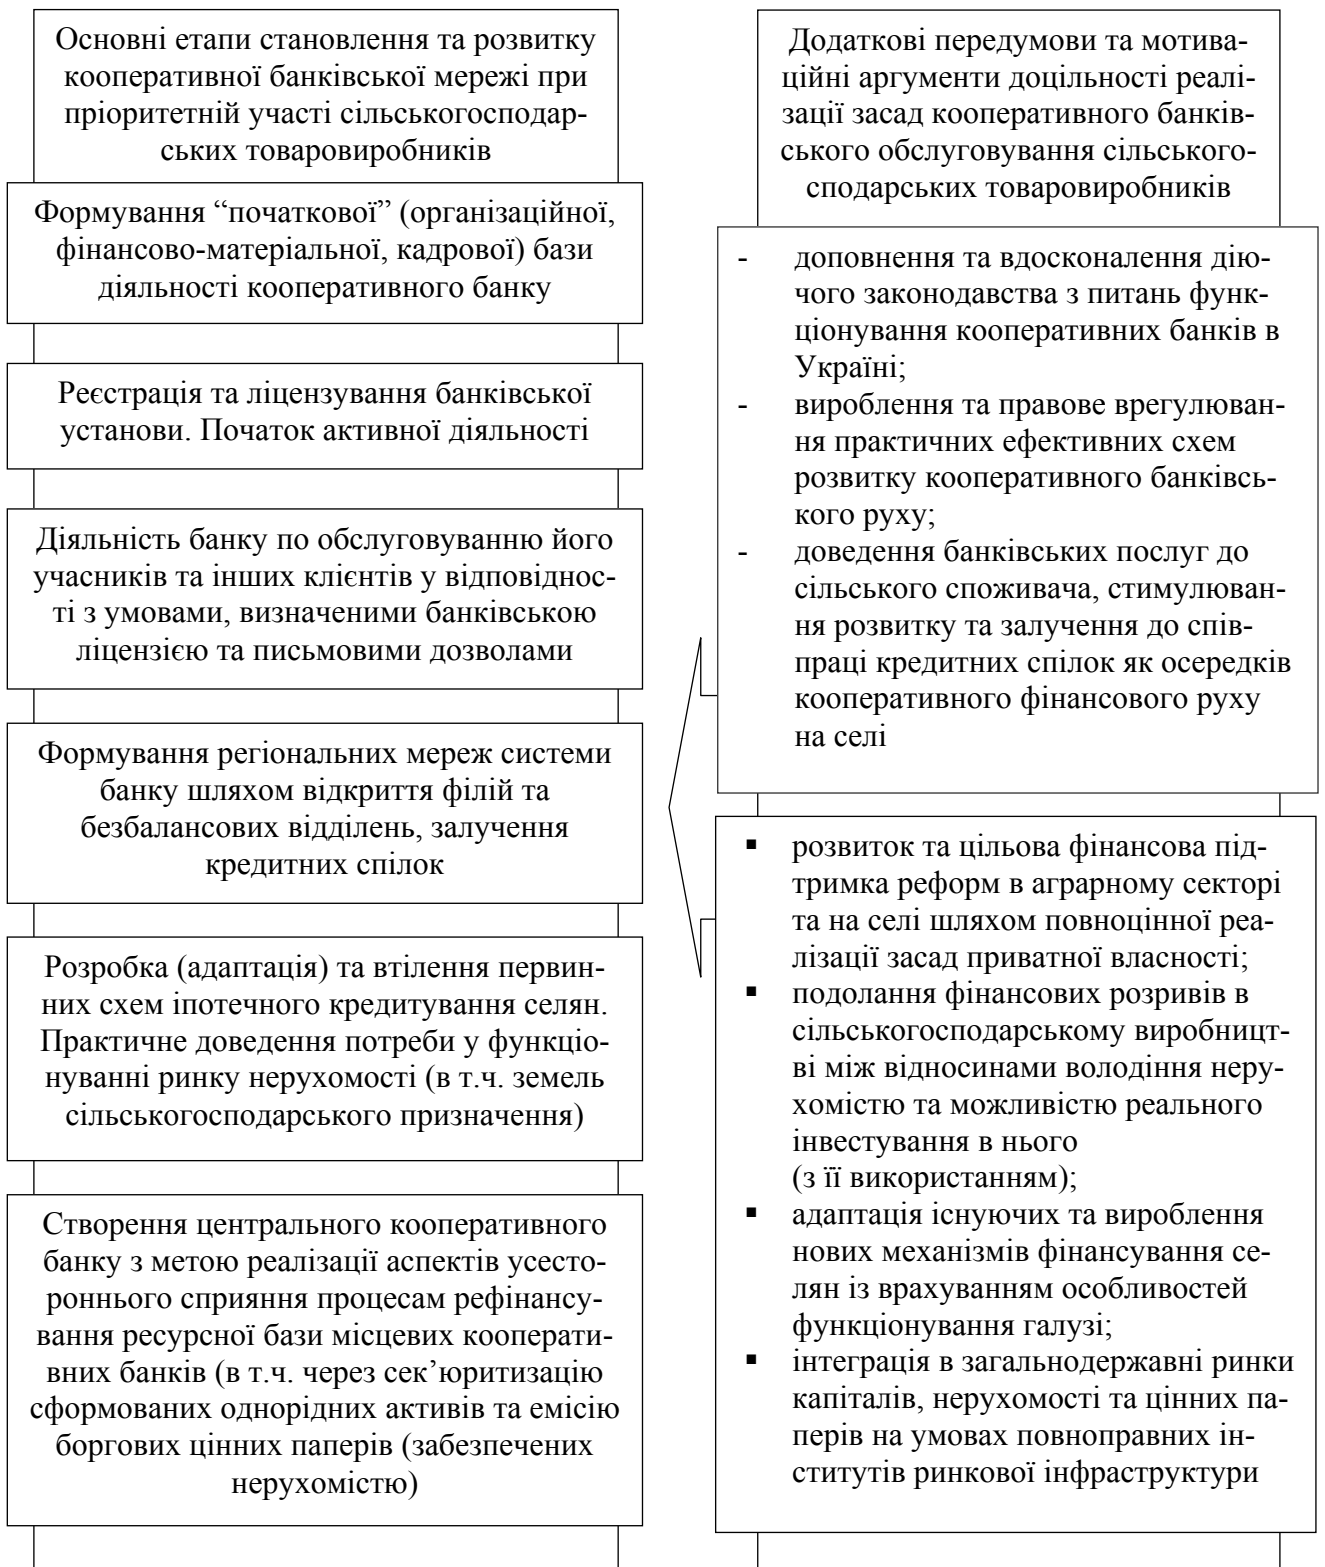 Основні етапи становлення та розвитку
кооперативної банківської мережі при
пріоритетній участі сільськогосподар-
ських товаровиробників
Формування “початкової” (організаційної,
фінансово-матеріальної, кадрової) бази
діяльності кооперативного банку
Реєстрація та ліцензування банківської
установи. Початок активної діяльності
Діяльність банку по обслуговуванню його
учасників та інших клієнтів у відповіднос-
ті з умовами, визначеними банківською
ліцензією та письмовими дозволами
Формування регіональних мереж системи
банку шляхом відкриття філій та
безбалансових відділень, залучення
кредитних спілок
Розробка (адаптація) та втілення первин-
них схем іпотечного кредитування селян.
Практичне доведення потреби у функціо-
нуванні ринку нерухомості (в т.ч. земель
сільськогосподарського призначення)
Створення центрального кооперативного
банку з метою реалізації аспектів усесто-
роннього сприяння процесам рефінансу-
вання ресурсної бази місцевих кооперати-
вних банків (в т.ч. через сек’юритизацію
сформованих однорідних активів та емісію
боргових цінних паперів (забезпечених
нерухомістю)
Додаткові передумови та мотива-
ційні аргументи доцільності реалі-
зації засад кооперативного банків-
ського обслуговування сільського-
сподарських товаровиробників
- доповнення та вдосконалення дію-
чого законодавства з питань функ-
ціонування кооперативних банків в
Україні;
- вироблення та правове врегулюван-
ня практичних ефективних схем
розвитку кооперативного банківсь-
кого руху;
- доведення банківських послуг до
сільського споживача, стимулюван-
ня розвитку та залучення до спів-
праці кредитних спілок як осередків
кооперативного фінансового руху
на селі
▪ розвиток та цільова фінансова під-
тримка реформ в аграрному секторі
та на селі шляхом повноцінної реа-
лізації засад приватної власності;
▪ подолання фінансових розривів в
сільськогосподарському виробницт-
ві між відносинами володіння неру-
хомістю та можливістю реального
інвестування в нього
(з її використанням);
▪ адаптація існуючих та вироблення
нових механізмів фінансування се-
лян із врахуванням особливостей
функціонування галузі;
▪ інтеграція в загальнодержавні ринки
капіталів, нерухомості та цінних па-
перів на умовах повноправних ін-
ститутів ринкової інфраструктури